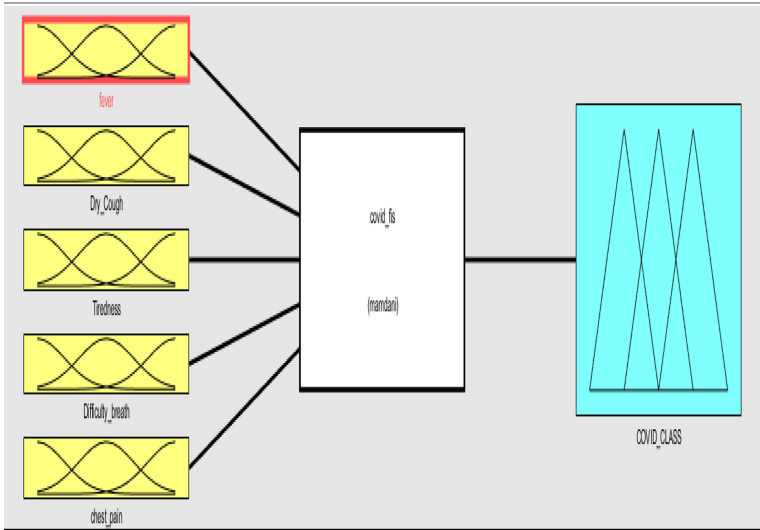 fever
Dry_Cough
Tiredness
Difficulty_breath
chest_pain
covid_fis
(mamdani)
COVID_CLASS